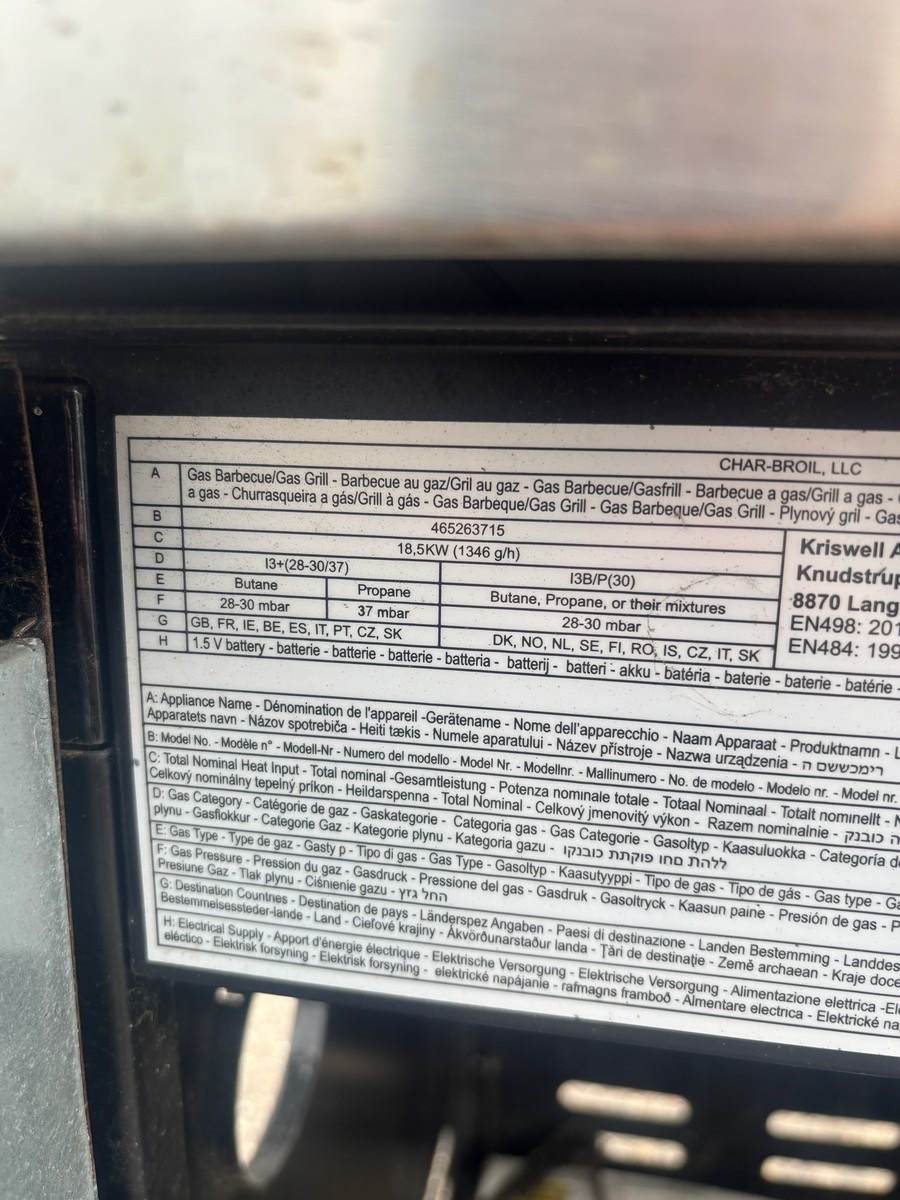 CHAR-BROIL, LLC
A Gas Barbecue/Gas Grill - Barbecue au gaz/Gril au gaz - Gas Barbecue/Gasfrill - Barbecue a gas/Grill a gas -
a gas - Churrasqueira a gás/Grill à gás - Gas Barbeque/Gas Grill - Gas Barbeque/Gas Grill - Plynový gril - Gas
B 465263715
C 18,5KW (1346 g/h)
D I3+(28-30/37) I3B/P(30)
E Butane Propane Butane, Propane, or their mixtures
F 28-30 mbar 37 mbar 28-30 mbar
G GB, FR, IE, BE, ES, IT, PT, CZ, SK DK, NO, NL, SE, FI, RO, IS, CZ, IT, SK
H 1.5 V battery - batterie - batterie - batterie - batteria - batterij - batteri - akku - batéria - baterie - baterie - batérie -
Kriswell A
Knudstrup
8870 Lang
EN498: 201
EN484: 199
A: Appliance Name - Dénomination de l'appareil -Gerätename - Nome dell'apparecchio - Naam Apparaat - Produktnamn -
Apparatets navn - Názov spotrebiča - Heiti tækis - Numele aparatului - Název přístroje - Nazwa urządzenia -
B: Model No. - Modèle n° - Modell-Nr - Numero del modello - Model Nr. - Modellnr. - Mallinumero - No. de modelo - Modelo nr. - Model nr.
C: Total Nominal Heat Input - Total nominal -Gesamtleistung - Potenza nominale totale - Totaal Nominaal - Totalt nominellt -
Celkový nominálny tepelný príkon - Heildarspenna - Total Nominal - Celkový jmenovitý výkon - Razem nominalnie -
D: Gas Category - Catégorie de gaz - Gaskategorie - Categoria gas - Gas Categorie - Gasoltyp - Kaasuluokka - Categoría
plynu - Gasflokkur - Categorie Gaz - Kategorie plynu - Kategoria gazu -
E: Gas Type - Type de gaz - Gasty p - Tipo di gas - Gas Type - Gasoltyp - Kaasutyyppi - Tipo de gas - Tipo de gás - Gas type -
F: Gas Pressure - Pression du gaz - Gasdruck - Pressione del gas - Gasdruk - Gasoltryck - Kaasun paine - Presión de gas -
Presiune Gaz - Tlak plynu - Ciśnienie gazu -
G: Destination Countres - Destination de pays - Länderspez Angaben - Paesi di destinazione - Landen Bestemming - Landdes
Bestemmelsessteder-lande - Land - Cieľové krajiny - Ákvörðunarstaður landa - Țări de destinație - Země archaean - Kraje doce
H: Electrical Supply - Apport d'énergie électrique - Elektrische Versorgung - Elektrische Versorgung - Alimentazione elettrica -El
eléctico - Elektrisk forsyning - Elektrisk forsyning - elektrické napájanie - rafmagns framboð - Alimentare electrica - Elektrické na